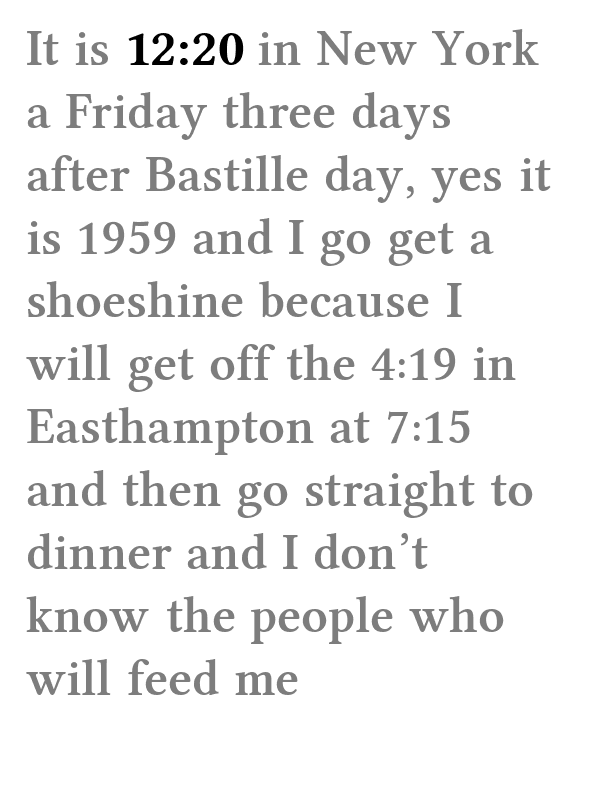 It is 12:20 in New York
a Friday three days
after Bastille day, yes it
is 1959 and I go get a
shoeshine because I
will get off the 4:19 in
Easthampton at 7:15
and then go straight to
dinner and I don’t
know the people who
will feed me